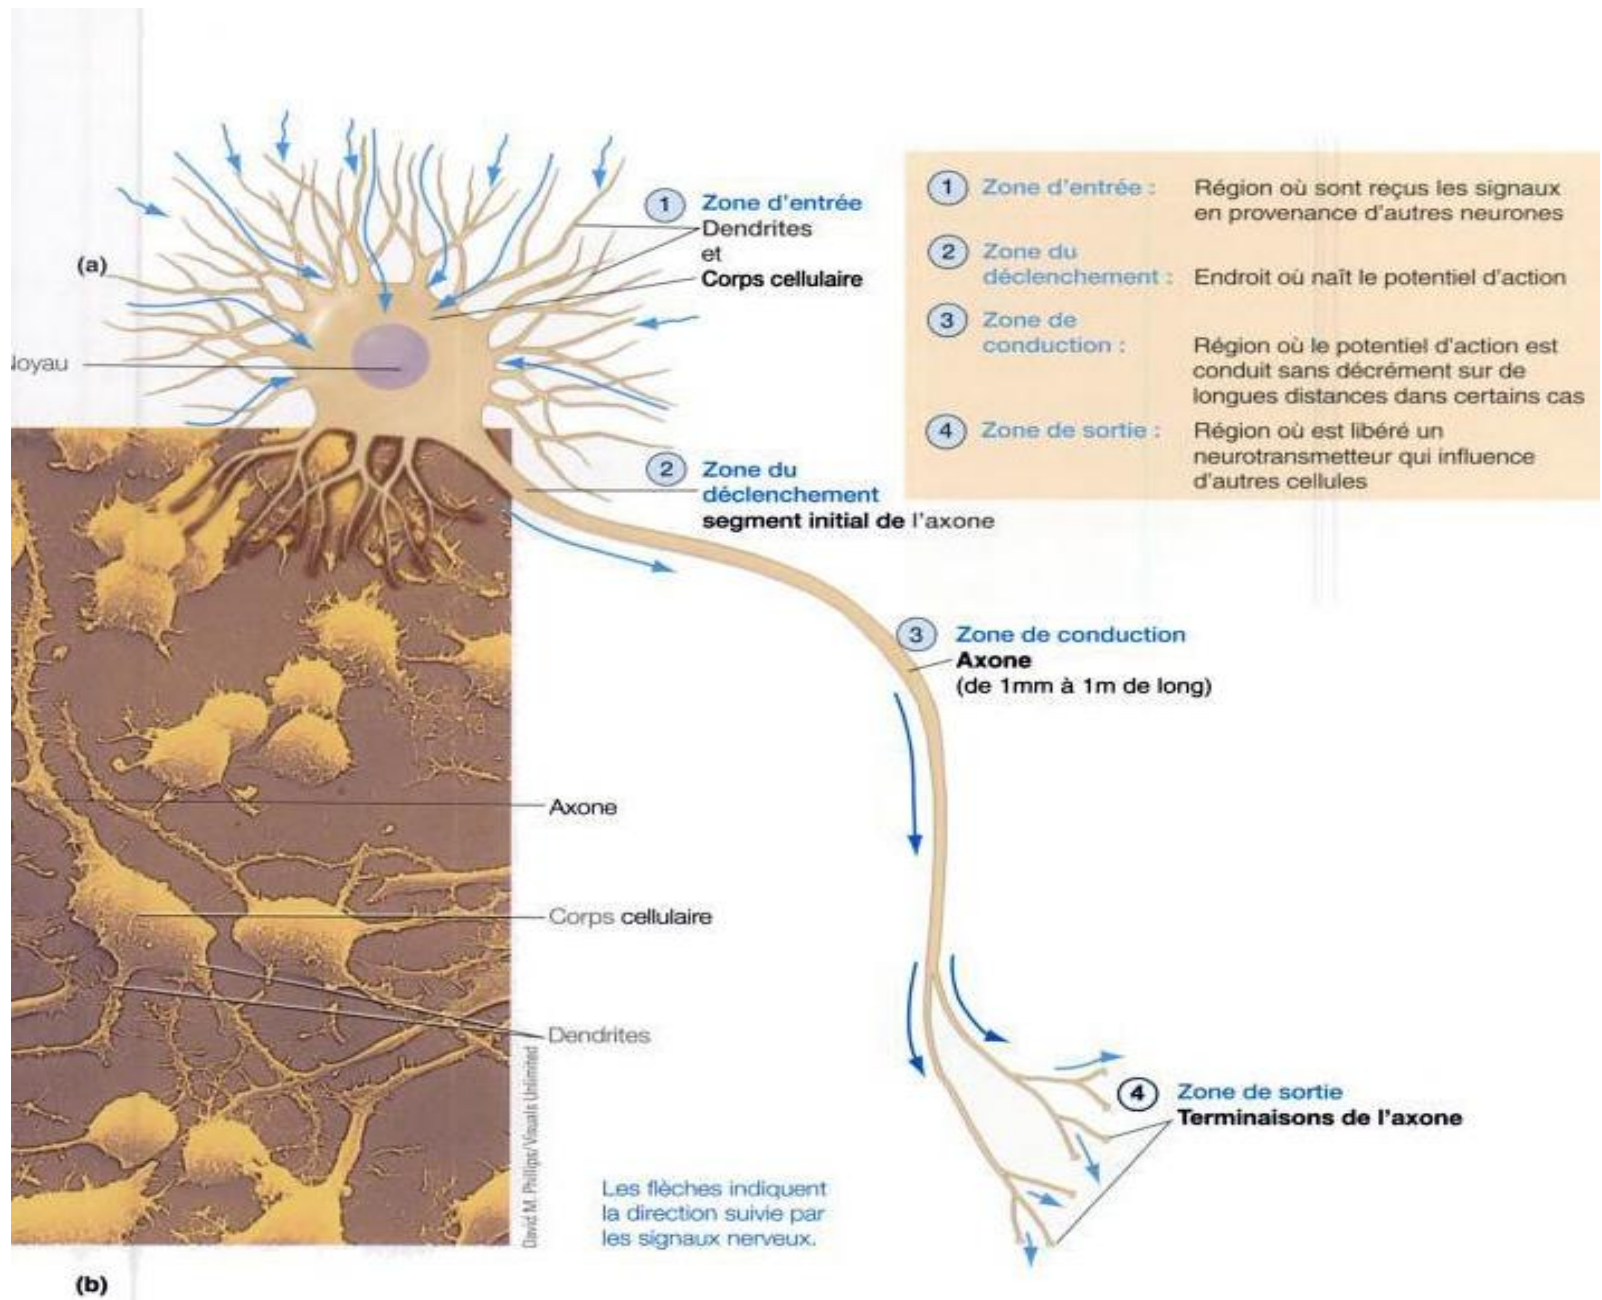 (a)
1 Zone d'entrée
Dendrites
et
Corps cellulaire
loyau
2 Zone du
déclenchement
segment initial de l'axone
1 Zone d'entrée : Région où sont reçus les signaux
en provenance d'autres neurones
2 Zone du
déclenchement : Endroit où naît le potentiel d'action
3 Zone de
conduction : Région où le potentiel d'action est
conduit sans décrément sur de
longues distances dans certains cas
4 Zone de sortie : Région où est libéré un
neurotransmetteur qui influence
d'autres cellules
3 Zone de conduction
Axone
(de 1mm à 1m de long)
Axone
Corps cellulaire
Dendrites
David M. Phillips/Visuals Unlimited
4 Zone de sortie
Terminaisons de l'axone
Les flèches indiquent
la direction suivie par
les signaux nerveux.
(b)